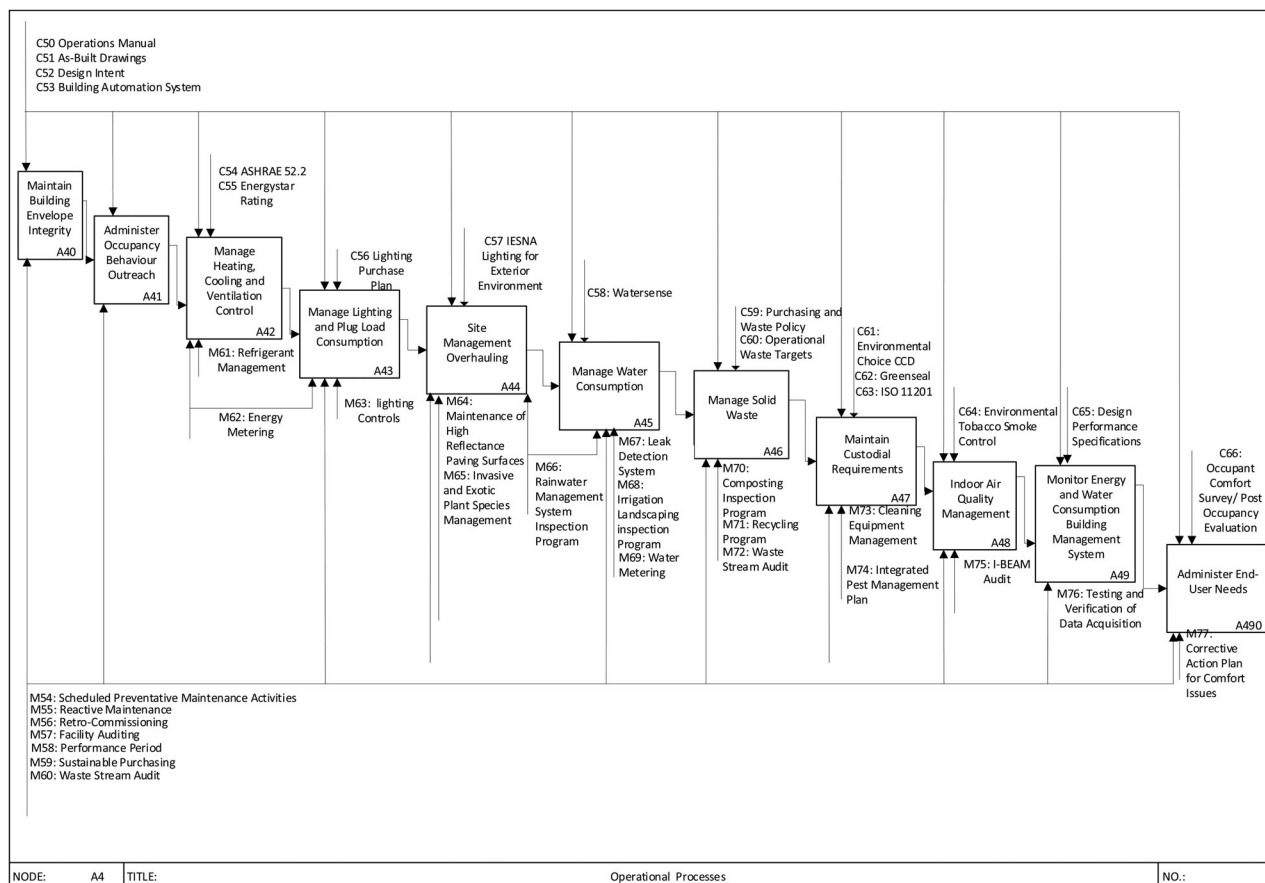 C50 Operations Manual
C51 As-Built Drawings
C52 Design Intent
C53 Building Automation System
Maintain
Building
Envelope
Integrity
A40
Administer
Occupancy
Behaviour
Outreach
A41
C54 ASHRAE 52.2
C55 Energystar
Rating
Manage
Heating,
Cooling and
Ventilation
Control
A42
M61: Refrigerant
Management
M62: Energy
Metering
C56 Lighting
Purchase
Plan
Manage Lighting
and Plug Load
Consumption
A43
M63: lighting
Controls
C57 IESNA
Lighting for
Exterior
Environment
Site
Management
Overhauling
A44
M64:
Maintenance of
High
Reflectance
Paving Surfaces
M65: Invasive
and Exotic
Plant Species
Management
M66:
Rainwater
Management
System
Inspection
Program
C58: Watersense
Manage Water
Consumption
A45
M67: Leak
Detection
System
M68:
Irrigation
Landscaping
inspection
Program
M69: Water
Metering
C59: Purchasing and
Waste Policy
C60: Operational
Waste Targets
Manage Solid
Waste
A46
M70:
Composting
Inspection
Program
M71: Recycling
Program
M72: Waste
Stream Audit
C61:
Environmental
Choice CCD
C62: Greenseal
C63: ISO 11201
Maintain
Custodial
Requirements
A47
M73: Cleaning
Equipment
Management
M74: Integrated
Pest Management
Plan
C64: Environmental
Tobacco Smoke
Control
Indoor Air
Quality
Management
A48
M75: I-BEAM
Audit
C65: Design
Performance
Specifications
Monitor Energy
and Water
Consumption
Building
Management
System
A49
M76: Testing and
Verification of
Data Acquisition
C66:
Occupant
Comfort
Survey/ Post
Occupancy
Evaluation
Administer End-
User Needs
A490
M77:
Corrective
Action Plan
for Comfort
Issues
M54: Scheduled Preventative Maintenance Activities
M55: Reactive Maintenance
M56: Retro-Commissioning
M57: Facility Auditing
M58: Performance Period
M59: Sustainable Purchasing
M60: Waste Stream Audit
NODE: A4 TITLE: Operational Processes NO.: